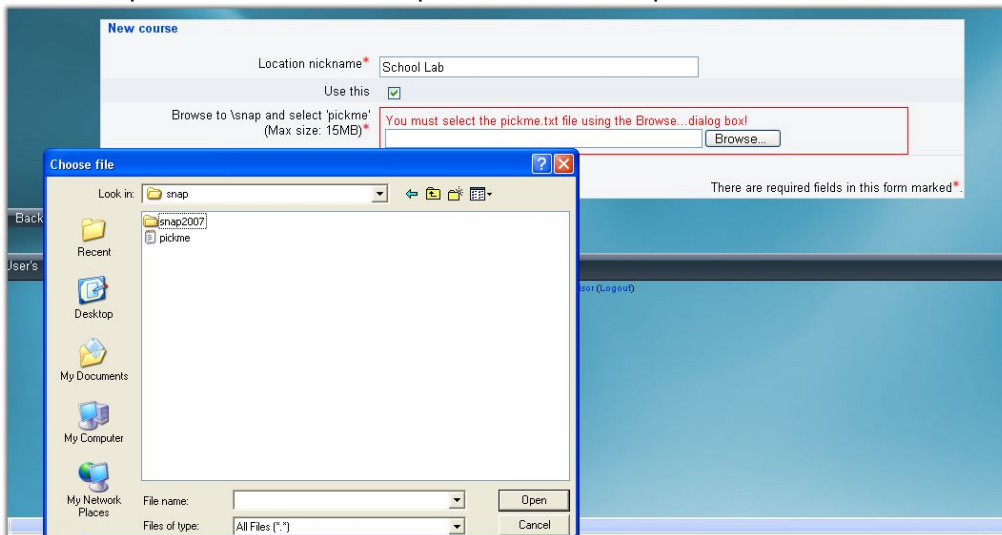 New course
Location nickname* School Lab
Use this
Browse to \snap and select 'pickme'
(Max size: 15MB)*
You must select the pickme.txt file using the Browse...dialog box!
Browse...
There are required fields in this form marked*.
Back
User's
isor (Logout)
Choose file
Look in: snap
snap2007
pickme
Recent
Desktop
My Documents
My Computer
My Network
Places
File name:
Open
Files of type: All Files (*.*)
Cancel